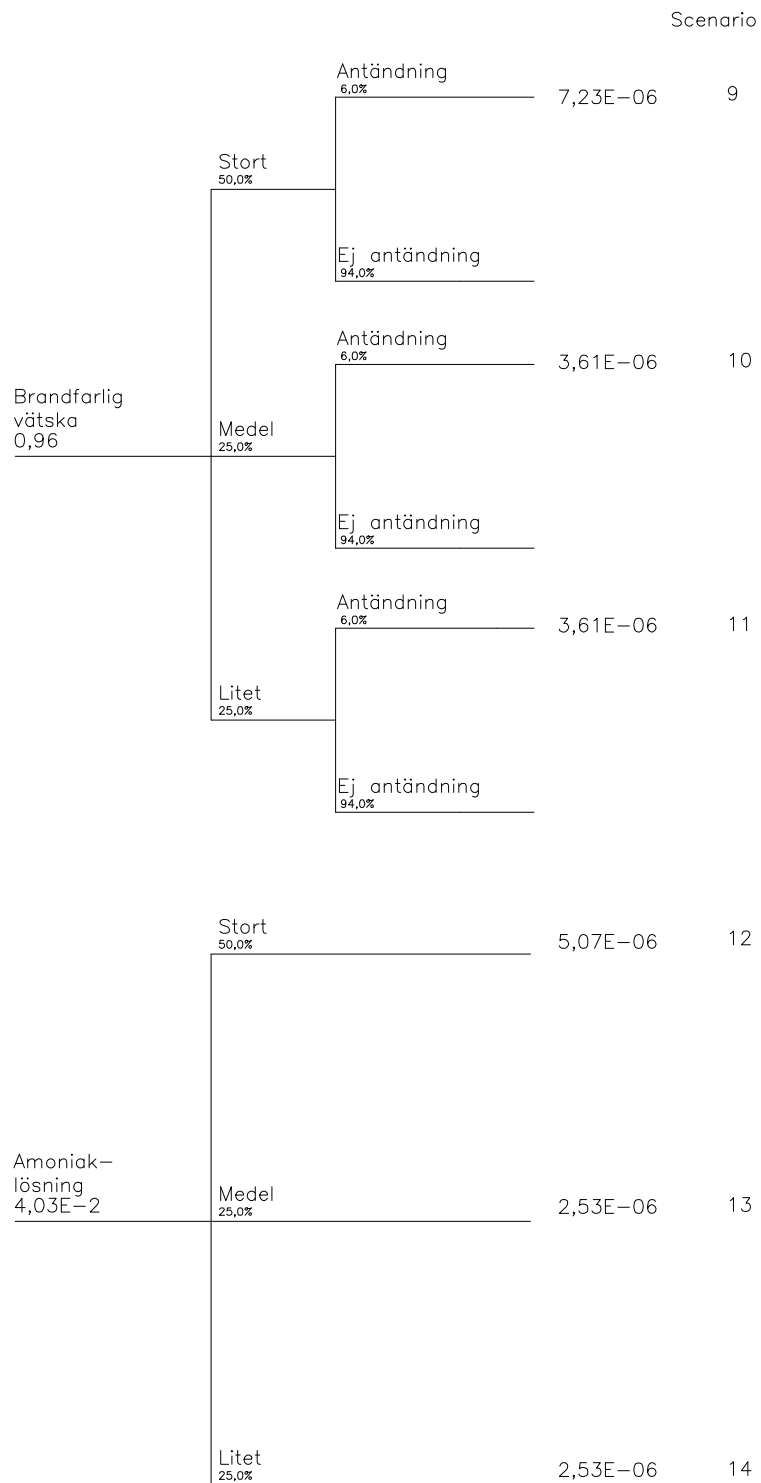 Scenario
Antändning
6,0%
7,23E-06 9
Stort
50,0%
Ej antändning
94,0%
Antändning
6,0%
3,61E-06 10
Brandfarlig
vätska
0,96
Medel
25,0%
Ej antändning
94,0%
Antändning
6,0%
3,61E-06 11
Litet
25,0%
Ej antändning
94,0%
Stort
50,0%
5,07E-06 12
Amoniak-
lösning
4,03E-2
Medel
25,0%
2,53E-06 13
Litet
25,0%
2,53E-06 14